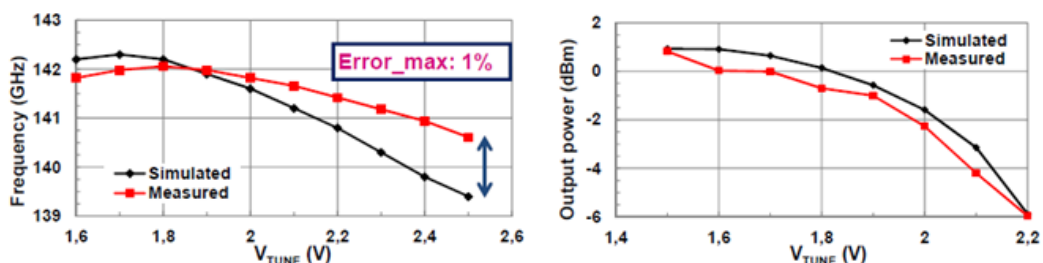 Frequency (GHz)
143
142
141
140
139
Error_max: 1%
Simulated
Measured
1,6
1,8
2
2,2
2,4
2,6
V_TUNE (V)
Output power (dBm)
2
0
-2
-4
-6
Simulated
Measured
1,4
1,6
1,8
2
2,2
V_TUNE (V)